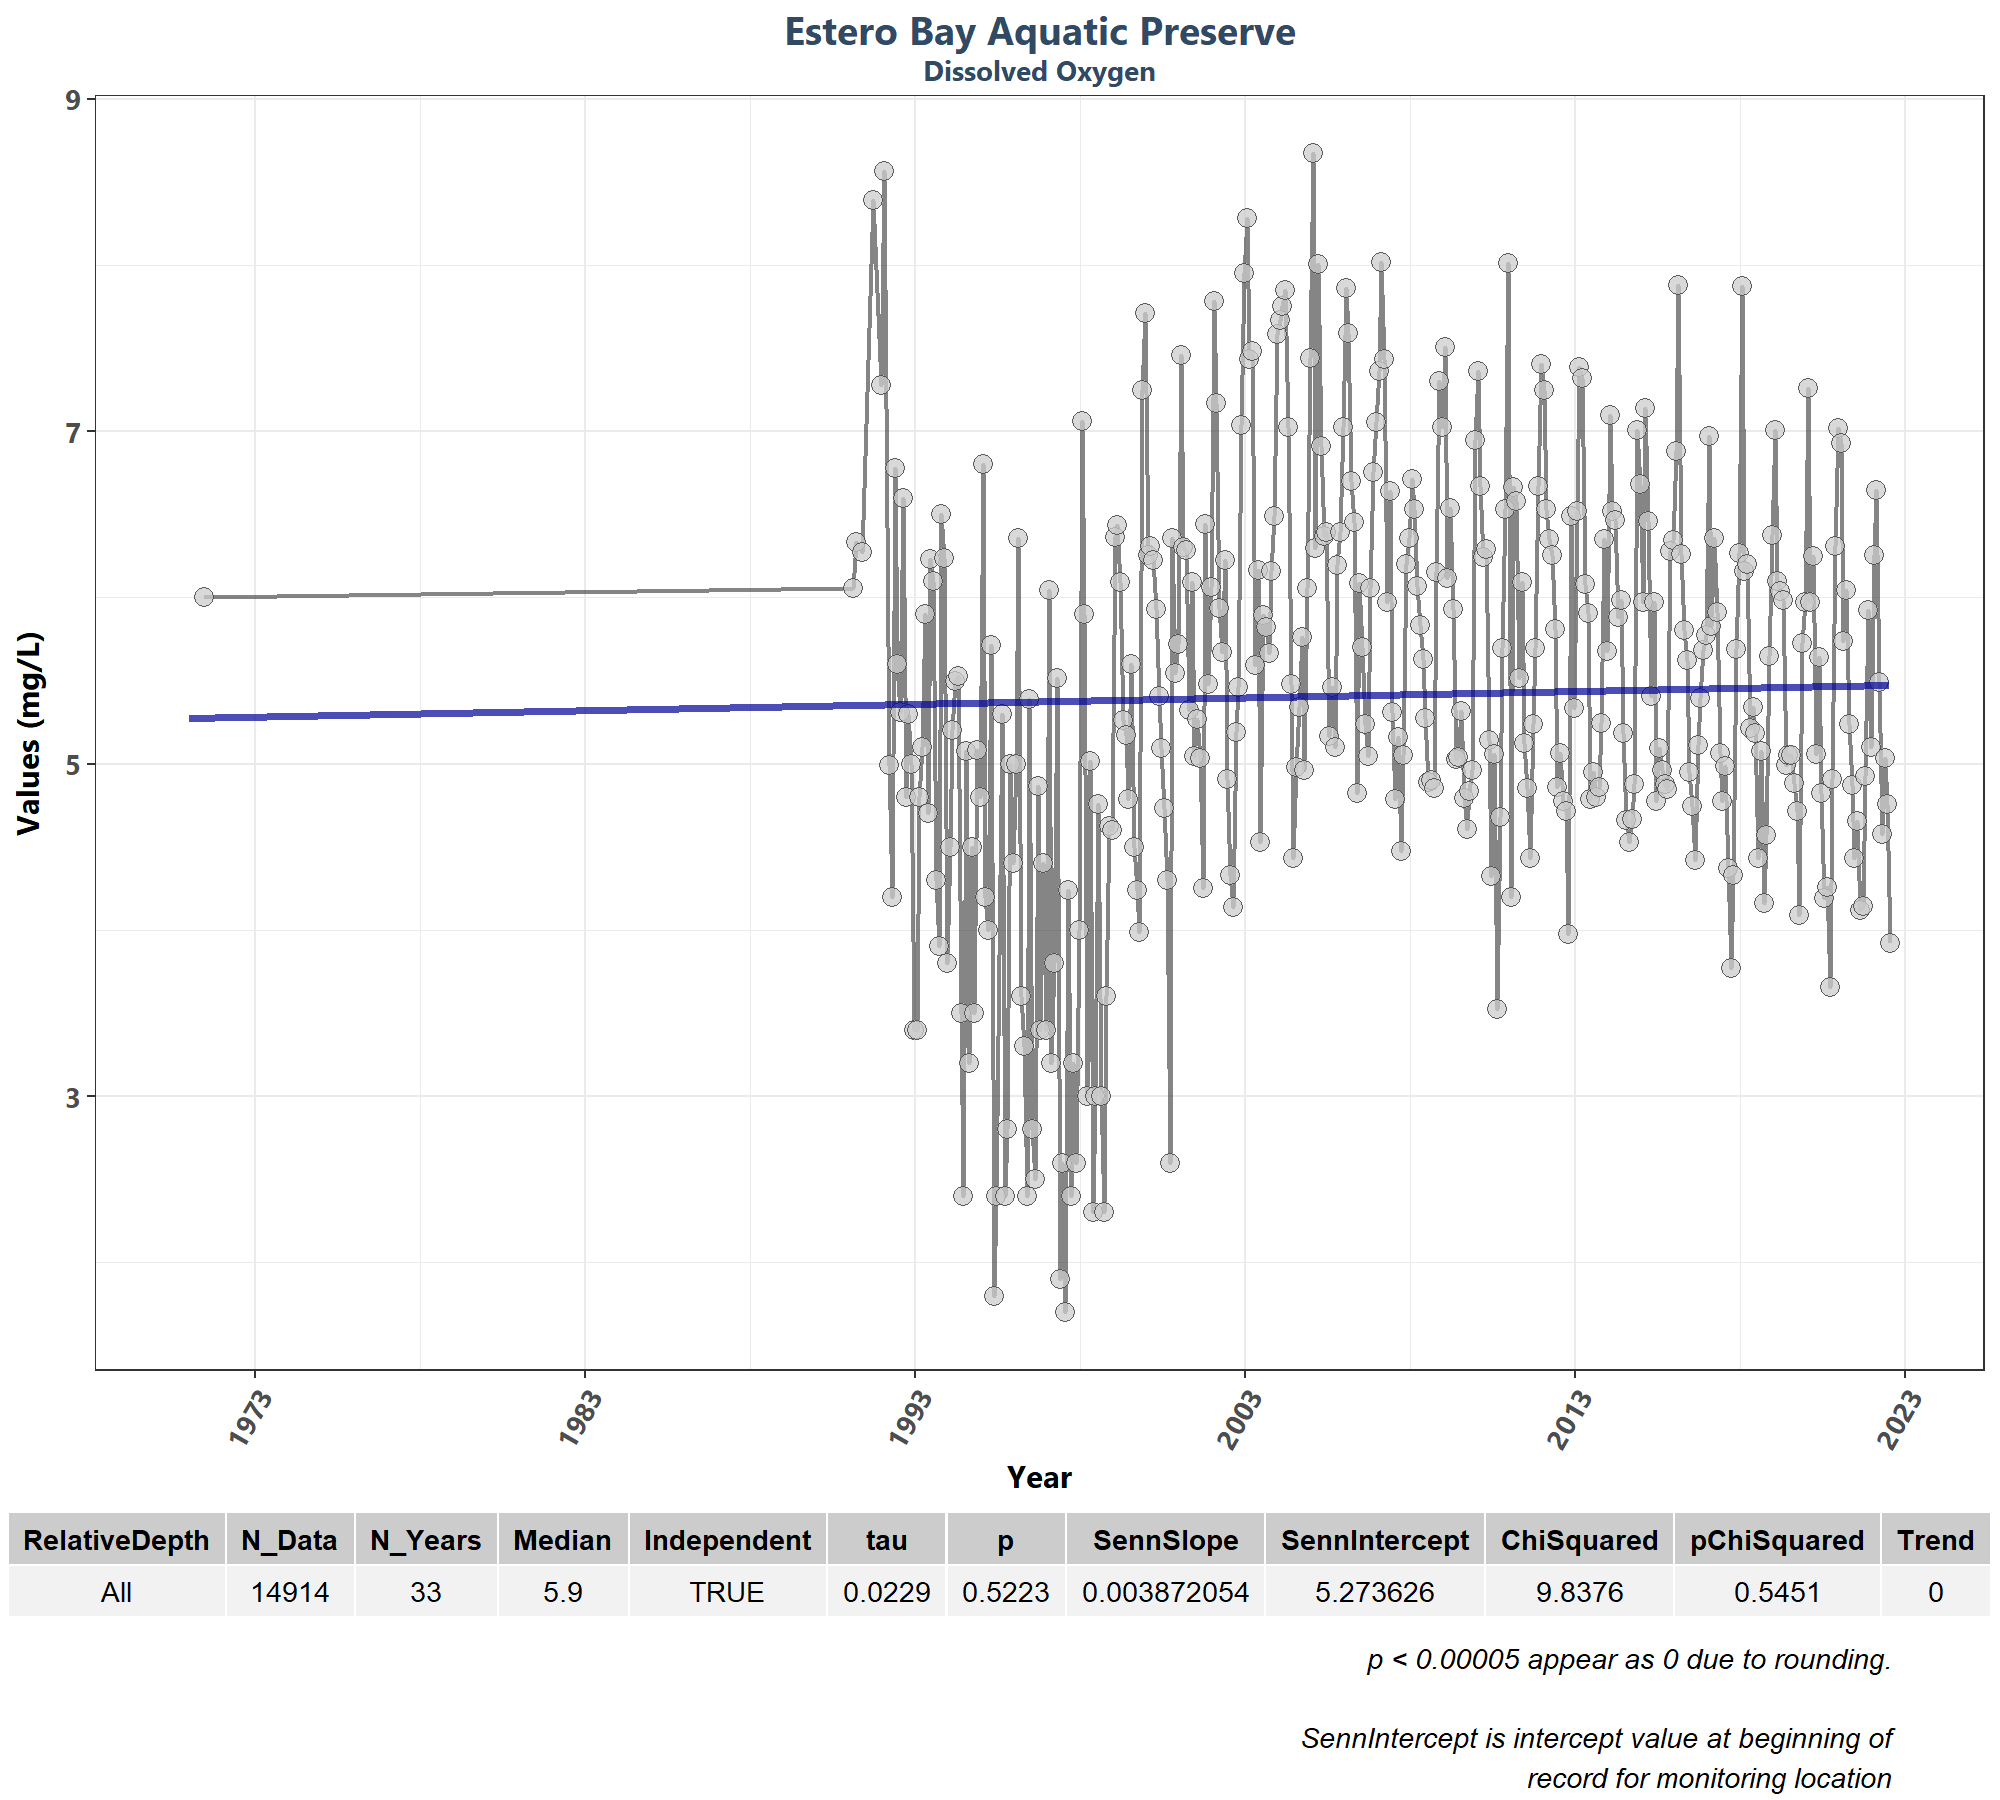 Estero Bay Aquatic Preserve
Dissolved Oxygen
9
7
5
3
Values (mg/L)
1973 1983 1993 2003 2013 2023
Year
RelativeDepth N_Data N_Years Median Independent tau p SennSlope SennIntercept ChiSquared pChiSquared Trend
All 14914 33 5.9 TRUE 0.0229 0.5223 0.003872054 5.273626 9.8376 0.5451 0
p < 0.00005 appear as 0 due to rounding.
SennIntercept is intercept value at beginning of
record for monitoring location